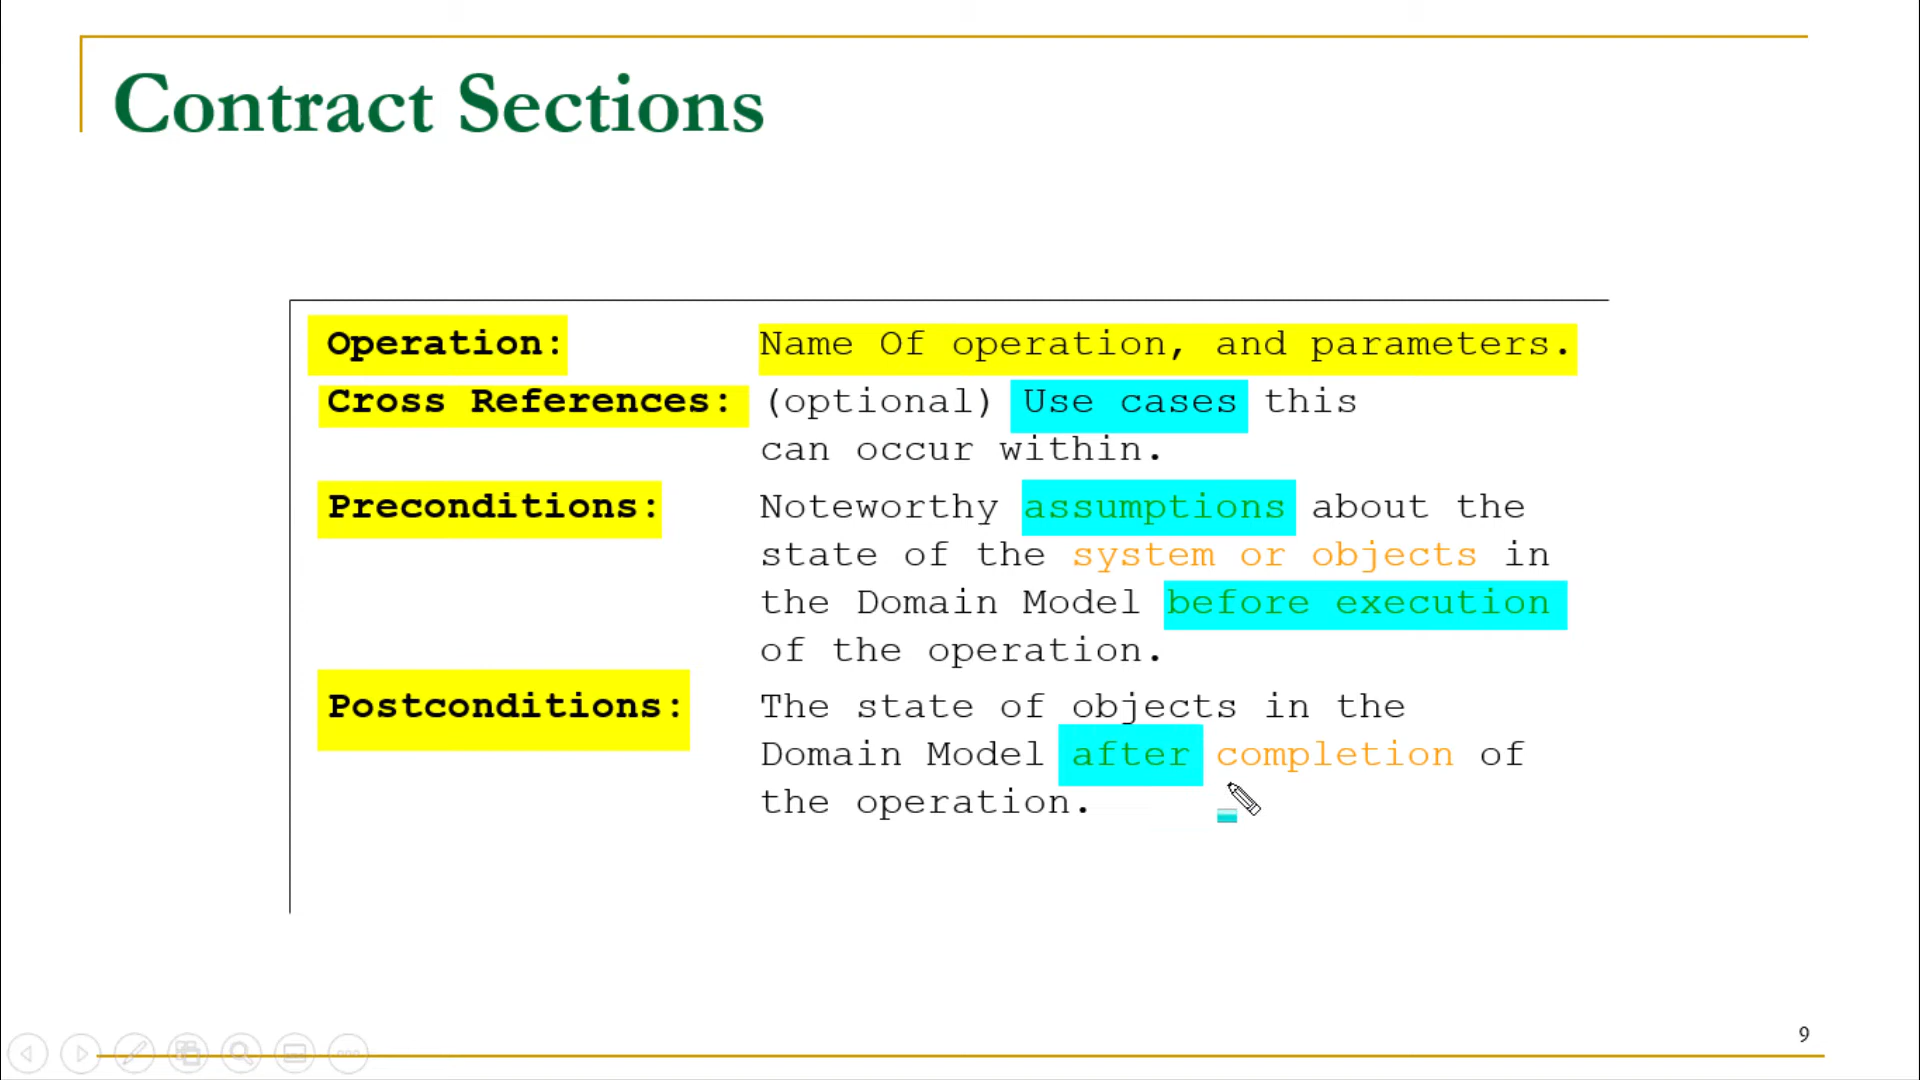 Contract Sections
Operation: Name Of operation, and parameters.
Cross References: (optional) Use cases this
can occur within.
Preconditions: Noteworthy assumptions about the
state of the system or objects in
the Domain Model before execution
of the operation.
Postconditions: The state of objects in the
Domain Model after completion of
the operation.
9